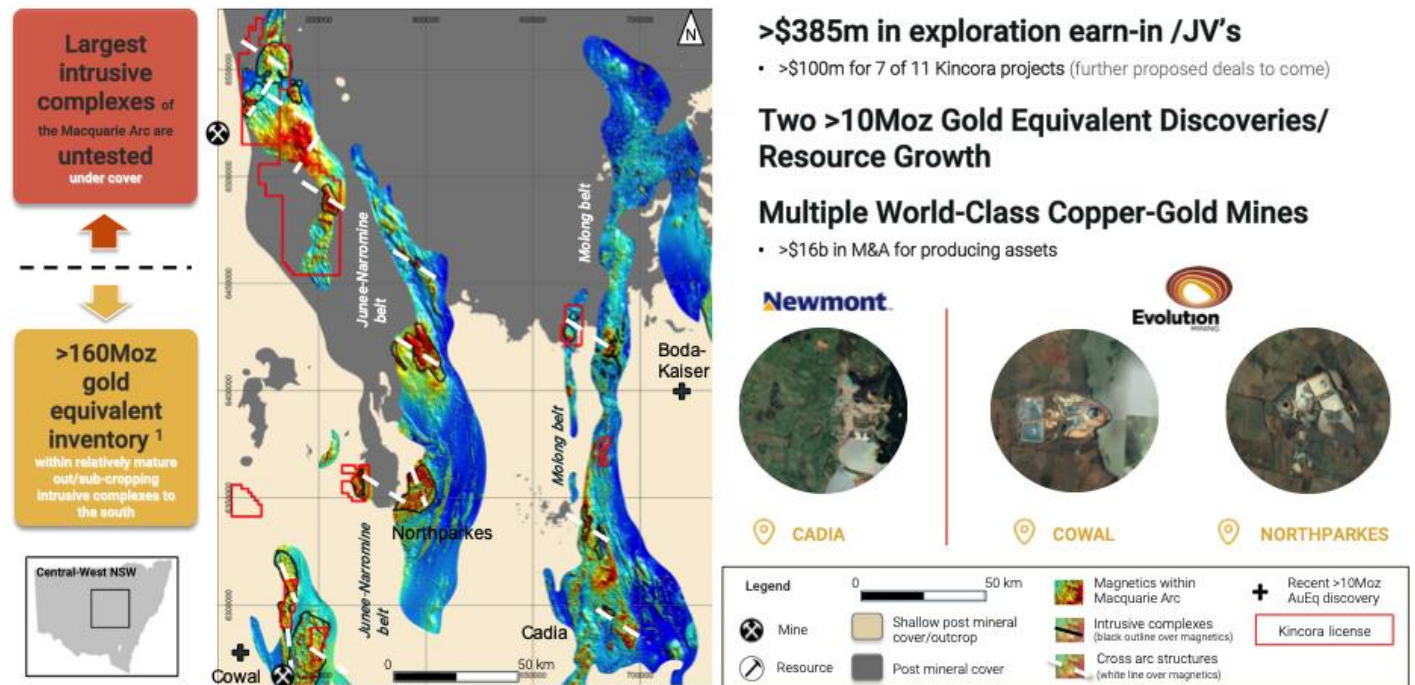 Largest
intrusive
complexes of
the Macquarie Arc are
untested
under cover
>160Moz
gold
equivalent
inventory 1
within relatively mature
out/sub-cropping
intrusive complexes to
the south
Central-West NSW
N
Junee-Narromine
belt
Molong belt
Boda-
Kaiser
Molong belt
Northparkes
Junee-Narromine
belt
Cadia
Cowal
0 50 km
>$385m in exploration earn-in /JV's
• >$100m for 7 of 11 Kincora projects (further proposed deals to come)
Two >10Moz Gold Equivalent Discoveries/
Resource Growth
Multiple World-Class Copper-Gold Mines
• >$16b in M&A for producing assets
Newmont
Evolution
MINING
CADIA
COWAL
NORTHPARKES
Legend
0 50 km
Mine
Resource
Shallow post mineral
cover/outcrop
Post mineral cover
Magnetics within
Macquarie Arc
Intrusive complexes
(black outline over magnetics)
Cross arc structures
(white line over magnetics)
Recent >10Moz
AuEq discovery
Kincora license